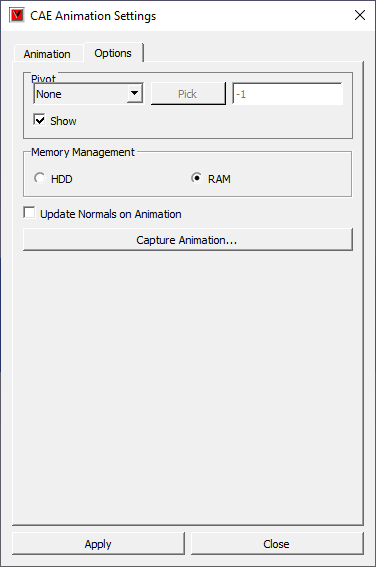 CAE Animation Settings
Animation Options
Pivot
None Pick -1
Show
Memory Management
HDD RAM
Update Normals on Animation
Capture Animation...
Apply Close